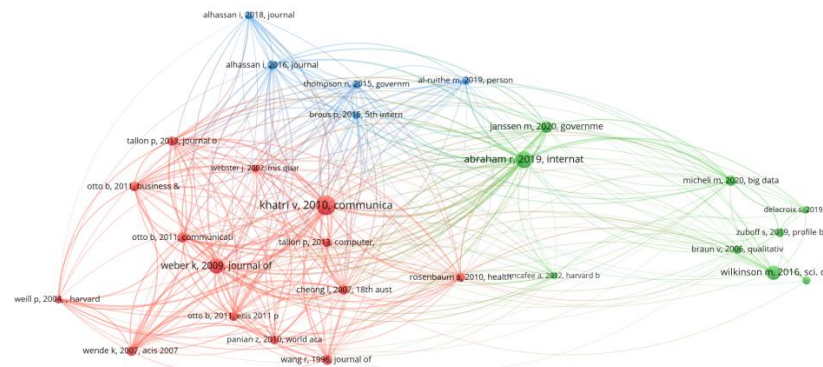 alhassan i, 2018, journal
alhassan i, 2016, journal
thompson n, 2015, governm
al-ruithe m, 2019, person
brous p, 2016, 5th intern
janssen m, 2020, governme
tallon p, 2013, journal o
abraham r, 2019, internat
webster j, 2002, mis quar
otto b, 2011, business &
micheli m, 2020, big data
khatri v, 2010, communica
delacroix s, 2019,
zuboff s, 2019, profile b
otto b, 2011, communicati
tallon p, 2013, computer,
braun v, 2006, qualitativ
weber k, 2009, journal of
wilkinson m, 2016, sci. d
rosenbaum s, 2010, health
mcafee a, 2012, harvard b
cheong l, 2007, 18th aust
weill p, 2004, , harvard
otto b, 2011, ecis 2011 p
panian z, 2010, world aca
wende k, 2007, acis 2007
wang r, 1996, journal of